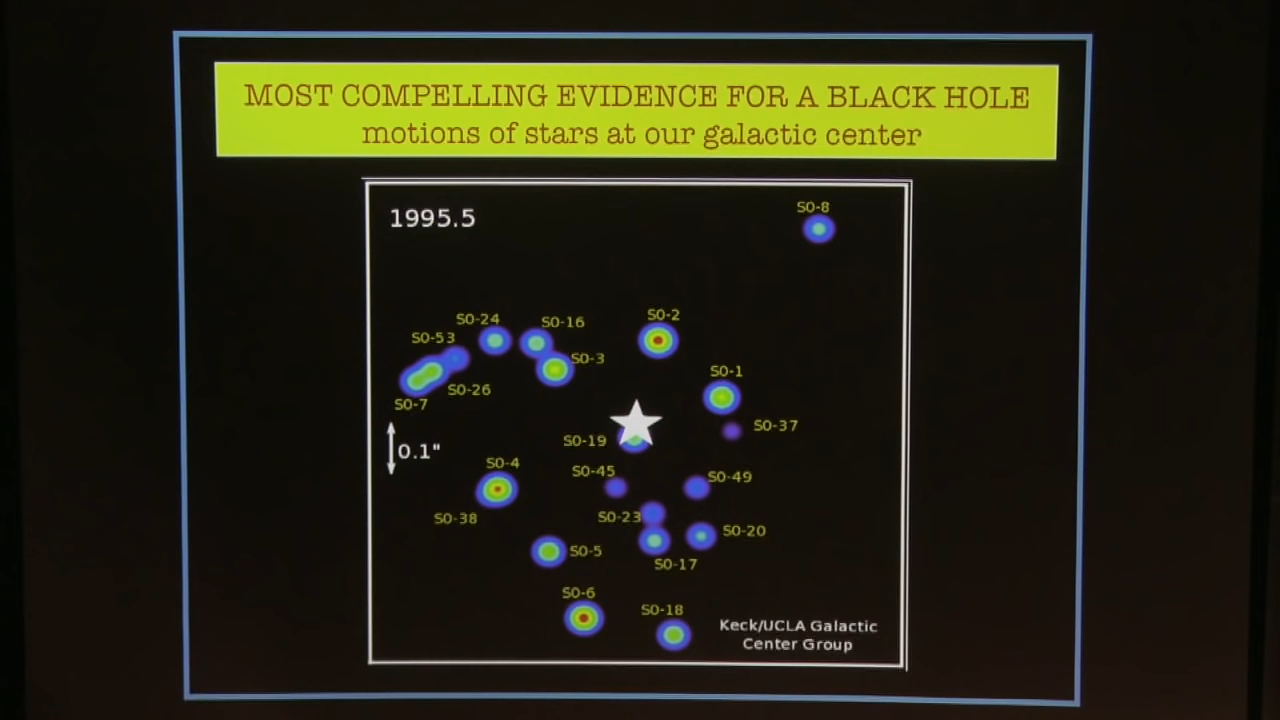 MOST COMPELLING EVIDENCE FOR A BLACK HOLE
motions of stars at our galactic center
1995.5
S0-8
S0-2
S0-24
S0-16
S0-53
S0-3
S0-26
S0-1
S0-7
S0-37
S0-19
0.1"
S0-4
S0-45
S0-49
S0-38
S0-23
S0-20
S0-5
S0-17
S0-6
S0-18
Keck/UCLA Galactic
Center Group